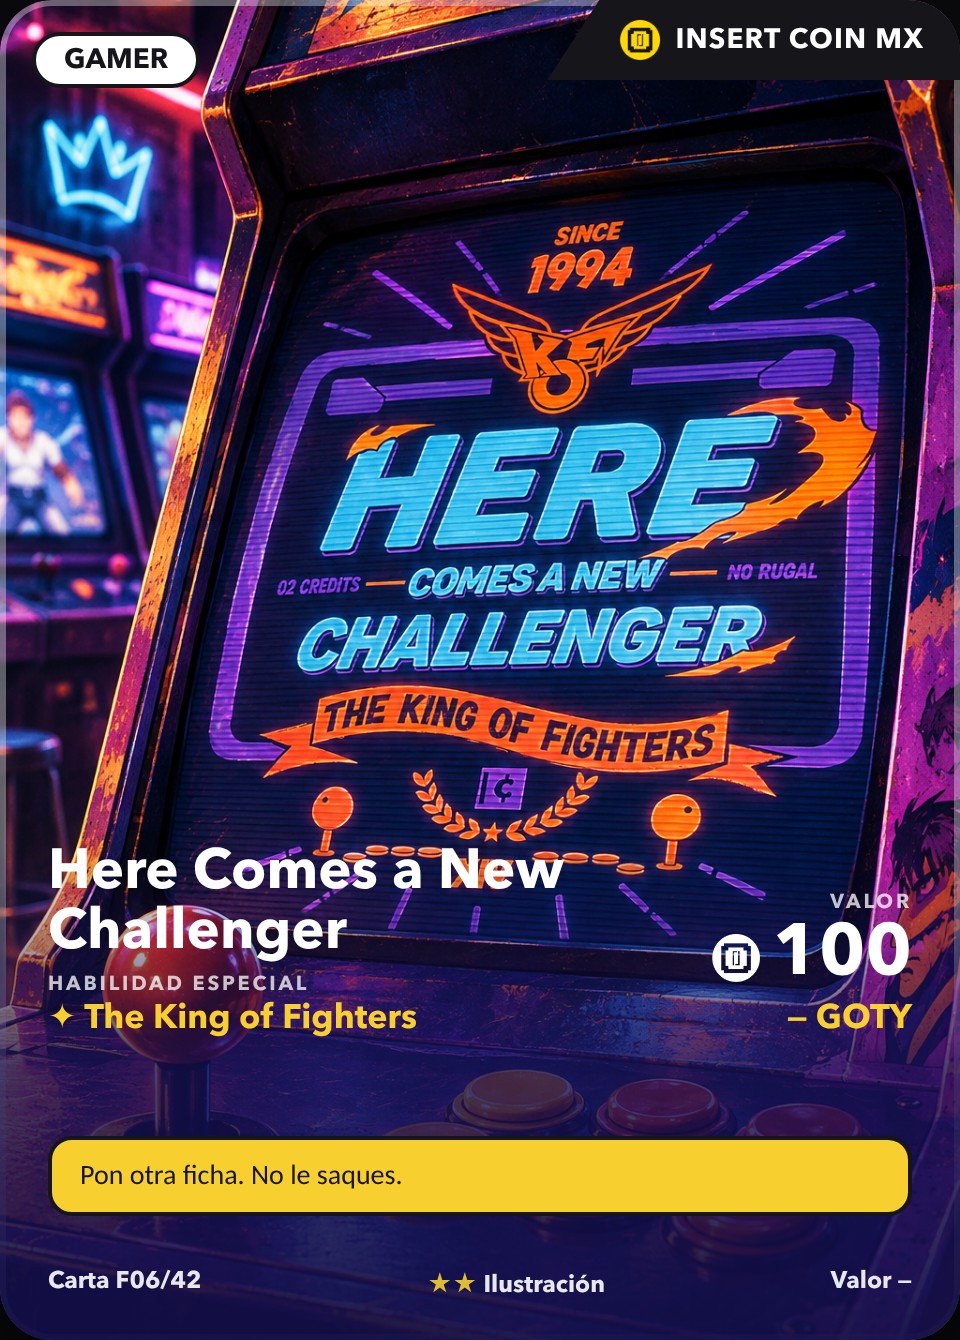 GAMER
INSERT COIN MX
SINCE
1994
KOF
HERE
02 CREDITS
COMES A NEW
NO RUGAL
CHALLENGER
THE KING OF FIGHTERS
¢
Here Comes a New
Challenger
HABILIDAD ESPECIAL
✦ The King of Fighters
VALOR
100
– GOTY
Pon otra ficha. No le saques.
Carta F06/42
★★ Ilustración
Valor –